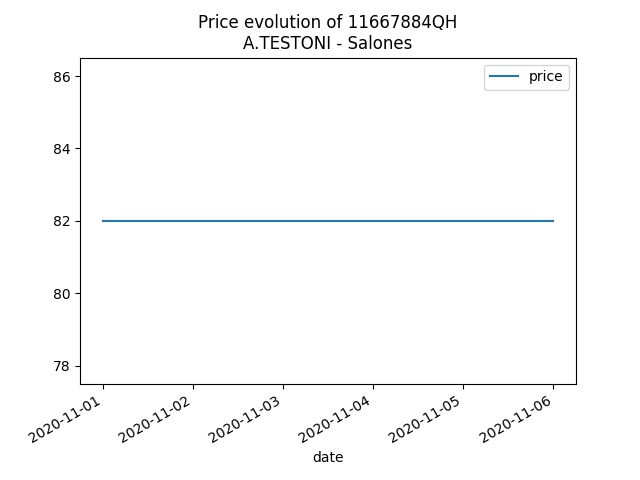 Price evolution of 11667884QH
A.TESTONI - Salones
price
86
84
82
80
78
2020-11-01
2020-11-02
2020-11-03
2020-11-04
2020-11-05
2020-11-06
date